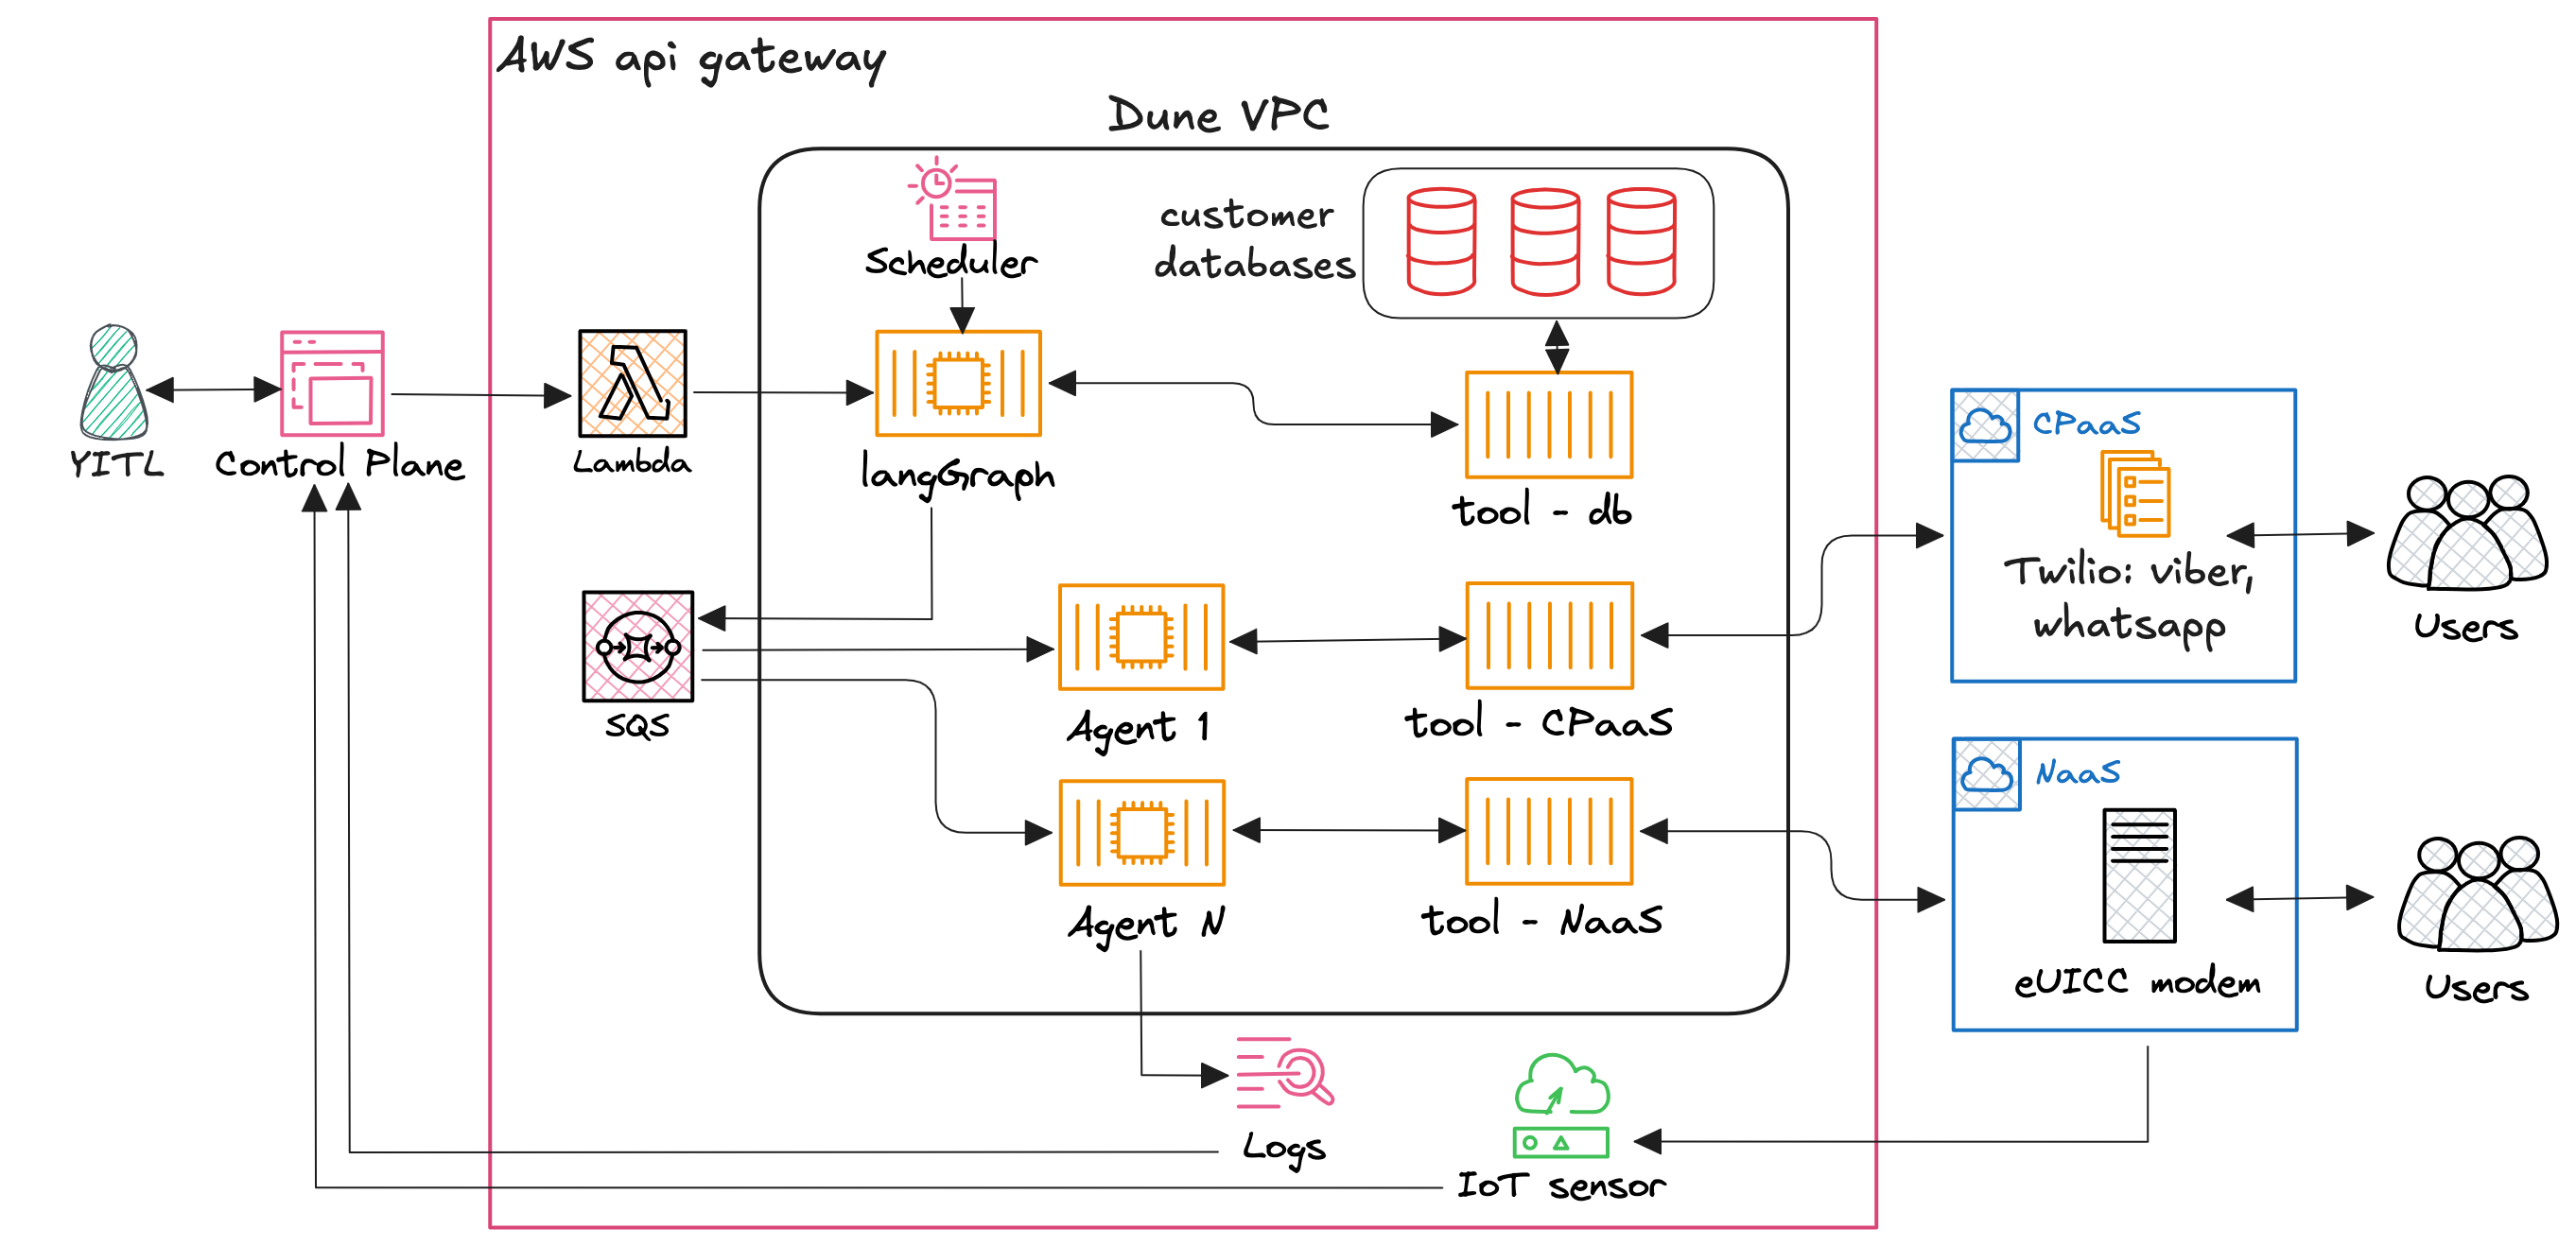 AWS api gateway
Dune VPC
Scheduler
customer
databases
YITL
Control Plane
Lambda
langGraph
tool - db
CPaaS
Twilio: viber,
whatsapp
Users
SQS
Agent 1
tool - CPaaS
NaaS
Agent N
tool - NaaS
eUICC modem
Users
Logs
IoT sensor